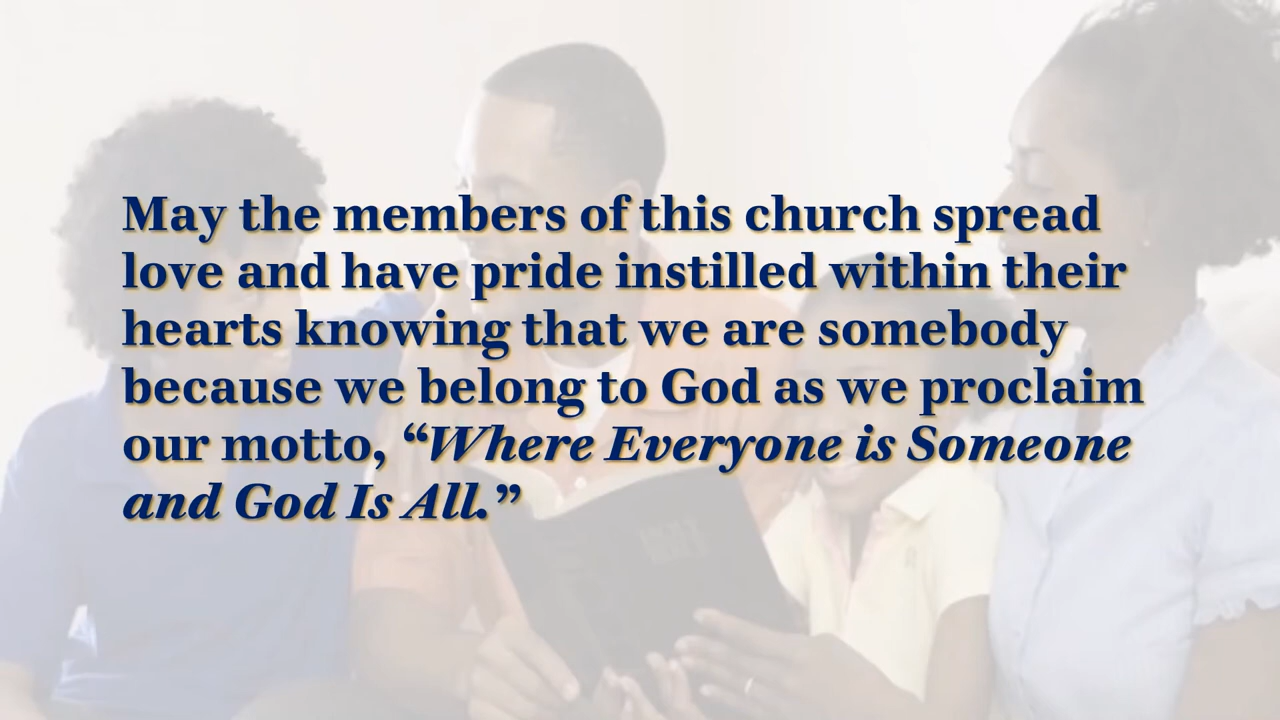 May the members of this church spread
love and have pride instilled within their
hearts knowing that we are somebody
because we belong to God as we proclaim
our motto, “Where Everyone is Someone
and God Is All.”